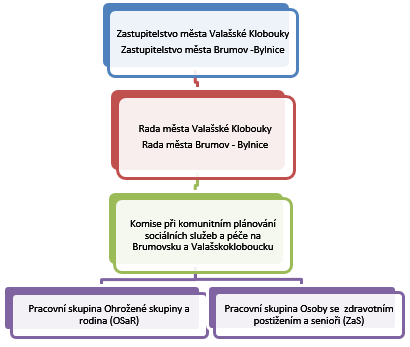 Zastupitelstvo města Valašské Klobouky
Zastupitelstvo města Brumov -Bylnice
Rada města Valašské Klobouky
Rada města Brumov - Bylnice
Komise při komunitním plánování
sociálních služeb a péče na
Brumovsku a Valašskokloboucku
Pracovní skupina Ohrožené skupiny a
rodina (OSaR)
Pracovní skupina Osoby se zdravotním
postižením a senioři (ZaS)